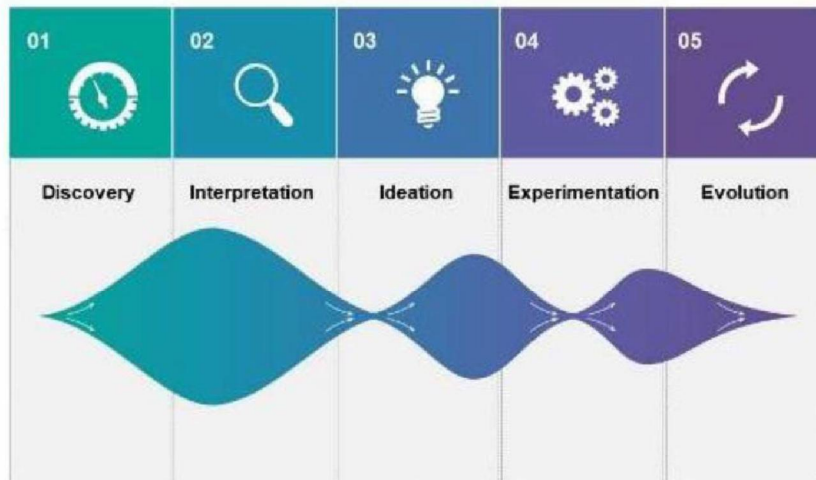 01
02
03
04
05
Discovery
Interpretation
Ideation
Experimentation
Evolution